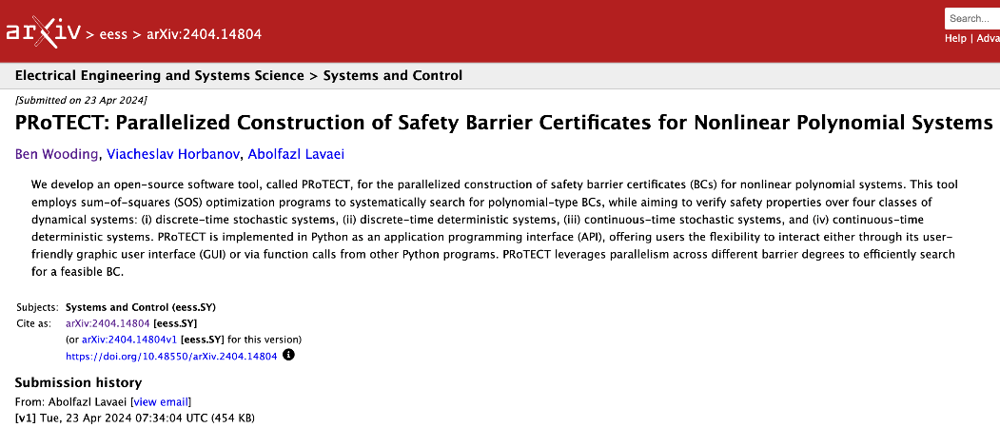 arXiv > eess > arXiv:2404.14804
Search...
Help | Adva
Electrical Engineering and Systems Science > Systems and Control
[Submitted on 23 Apr 2024]
PRoTECT: Parallelized Construction of Safety Barrier Certificates for Nonlinear Polynomial Systems
Ben Wooding, Viacheslav Horbanov, Abolfazl Lavaei
We develop an open-source software tool, called PRoTECT, for the parallelized construction of safety barrier certificates (BCs) for nonlinear polynomial systems. This tool
employs sum-of-squares (SOS) optimization programs to systematically search for polynomial-type BCs, while aiming to verify safety properties over four classes of
dynamical systems: (i) discrete-time stochastic systems, (ii) discrete-time deterministic systems, (iii) continuous-time stochastic systems, and (iv) continuous-time
deterministic systems. PRoTECT is implemented in Python as an application programming interface (API), offering users the flexibility to interact either through its user-
friendly graphic user interface (GUI) or via function calls from other Python programs. PRoTECT leverages parallelism across different barrier degrees to efficiently search
for a feasible BC.
Subjects: Systems and Control (eess.SY)
Cite as: arXiv:2404.14804 [eess.SY]
(or arXiv:2404.14804v1 [eess.SY] for this version)
https://doi.org/10.48550/arXiv.2404.14804
Submission history
From: Abolfazl Lavaei [view email]
[v1] Tue, 23 Apr 2024 07:34:04 UTC (454 KB)